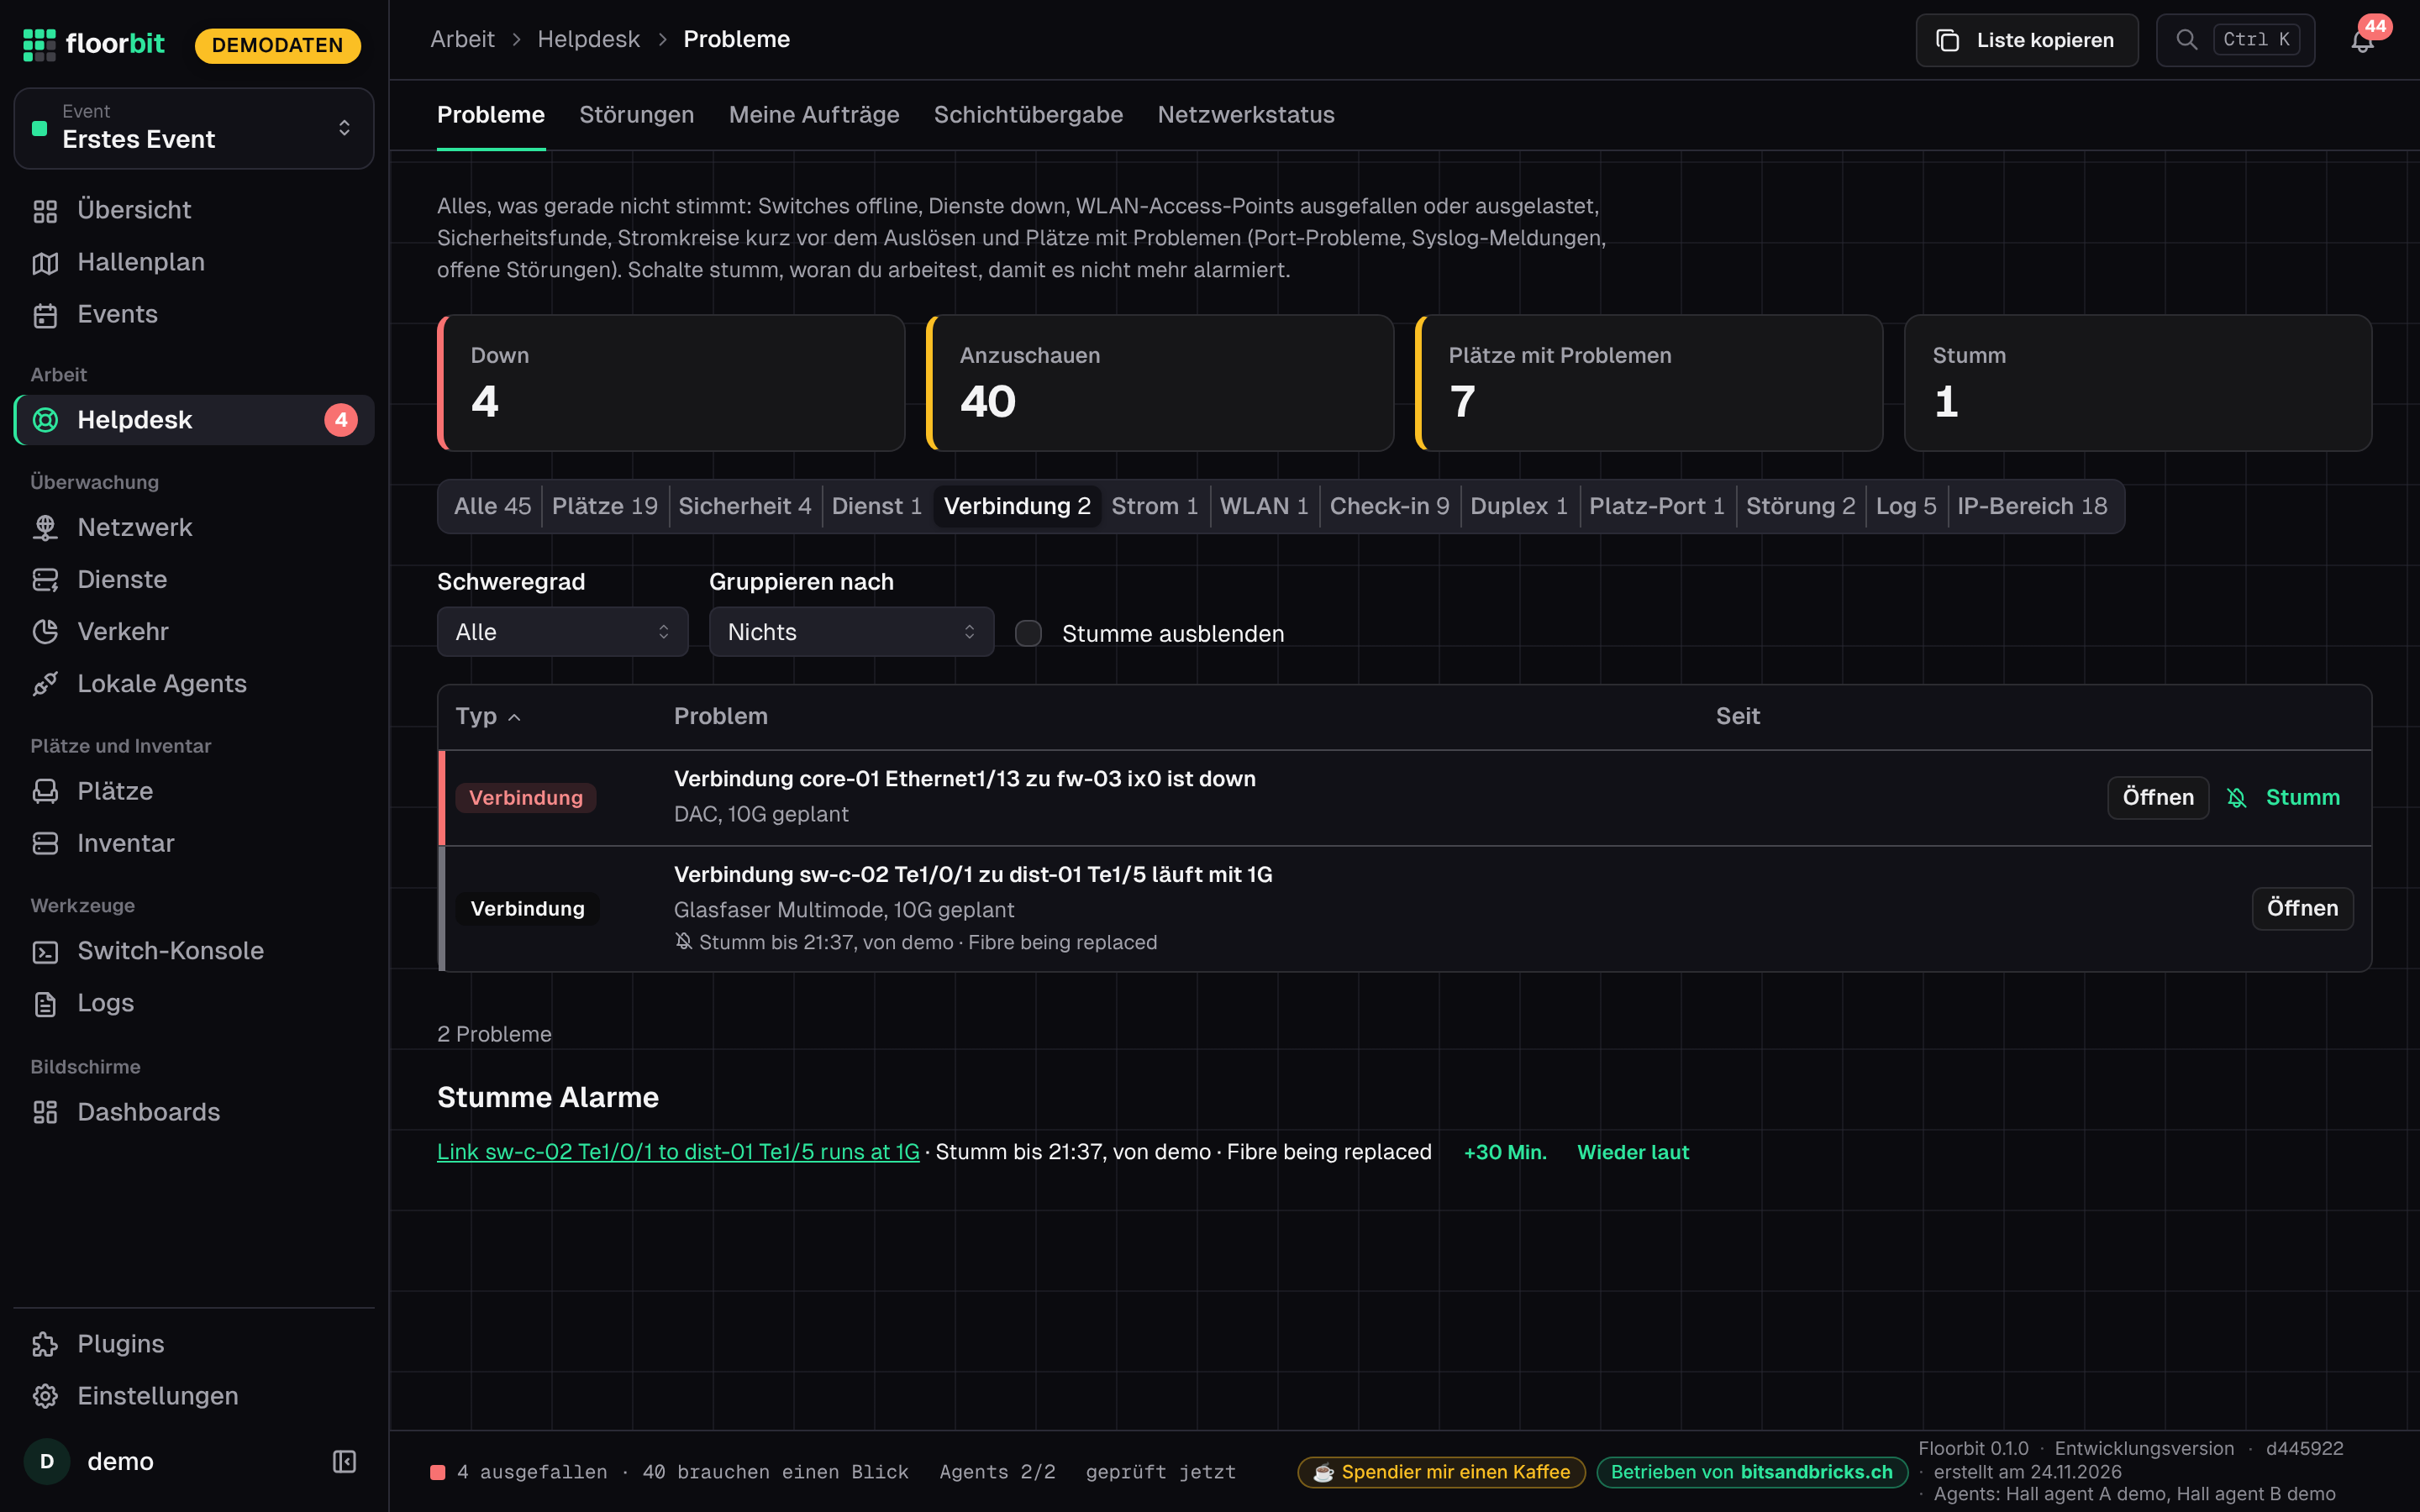 floorbit DEMODATEN
Event
Erstes Event
Übersicht
Hallenplan
Events
Arbeit
Helpdesk 4
Überwachung
Netzwerk
Dienste
Verkehr
Lokale Agents
Plätze und Inventar
Plätze
Inventar
Werkzeuge
Switch-Konsole
Logs
Bildschirme
Dashboards
Plugins
Einstellungen
D demo
Arbeit Helpdesk Probleme
Liste kopieren Ctrl K 44
Probleme Störungen Meine Aufträge Schichtübergabe Netzwerkstatus
Alles, was gerade nicht stimmt: Switches offline, Dienste down, WLAN-Access-Points ausgefallen oder ausgelastet,
Sicherheitsfunde, Stromkreise kurz vor dem Auslösen und Plätze mit Problemen (Port-Probleme, Syslog-Meldungen,
offene Störungen). Schalte stumm, woran du arbeitest, damit es nicht mehr alarmiert.
Down Anzuschauen Plätze mit Problemen Stumm
4 40 7 1
Alle 45 Plätze 19 Sicherheit 4 Dienst 1 Verbindung 2 Strom 1 WLAN 1 Check-in 9 Duplex 1 Platz-Port 1 Störung 2 Log 5 IP-Bereich 18
Schweregrad Gruppieren nach
Alle Nichts Stumme ausblenden
Typ Problem Seit
Verbindung core-01 Ethernet1/13 zu fw-03 ix0 ist down
Verbindung Öffnen Stumm
DAC, 10G geplant
Verbindung sw-c-02 Te1/0/1 zu dist-01 Te1/5 läuft mit 1G
Verbindung Glasfaser Multimode, 10G geplant Öffnen
Stumm bis 21:37, von demo · Fibre being replaced
2 Probleme
Stumme Alarme
Link sw-c-02 Te1/0/1 to dist-01 Te1/5 runs at 1G · Stumm bis 21:37, von demo · Fibre being replaced +30 Min. Wieder laut
4 ausgefallen · 40 brauchen einen Blick Agents 2/2 geprüft jetzt
Spendier mir einen Kaffee Betrieben von bitsandbricks.ch
Floorbit 0.1.0 · Entwicklungsversion · d445922
· erstellt am 24.11.2026
· Agents: Hall agent A demo, Hall agent B demo